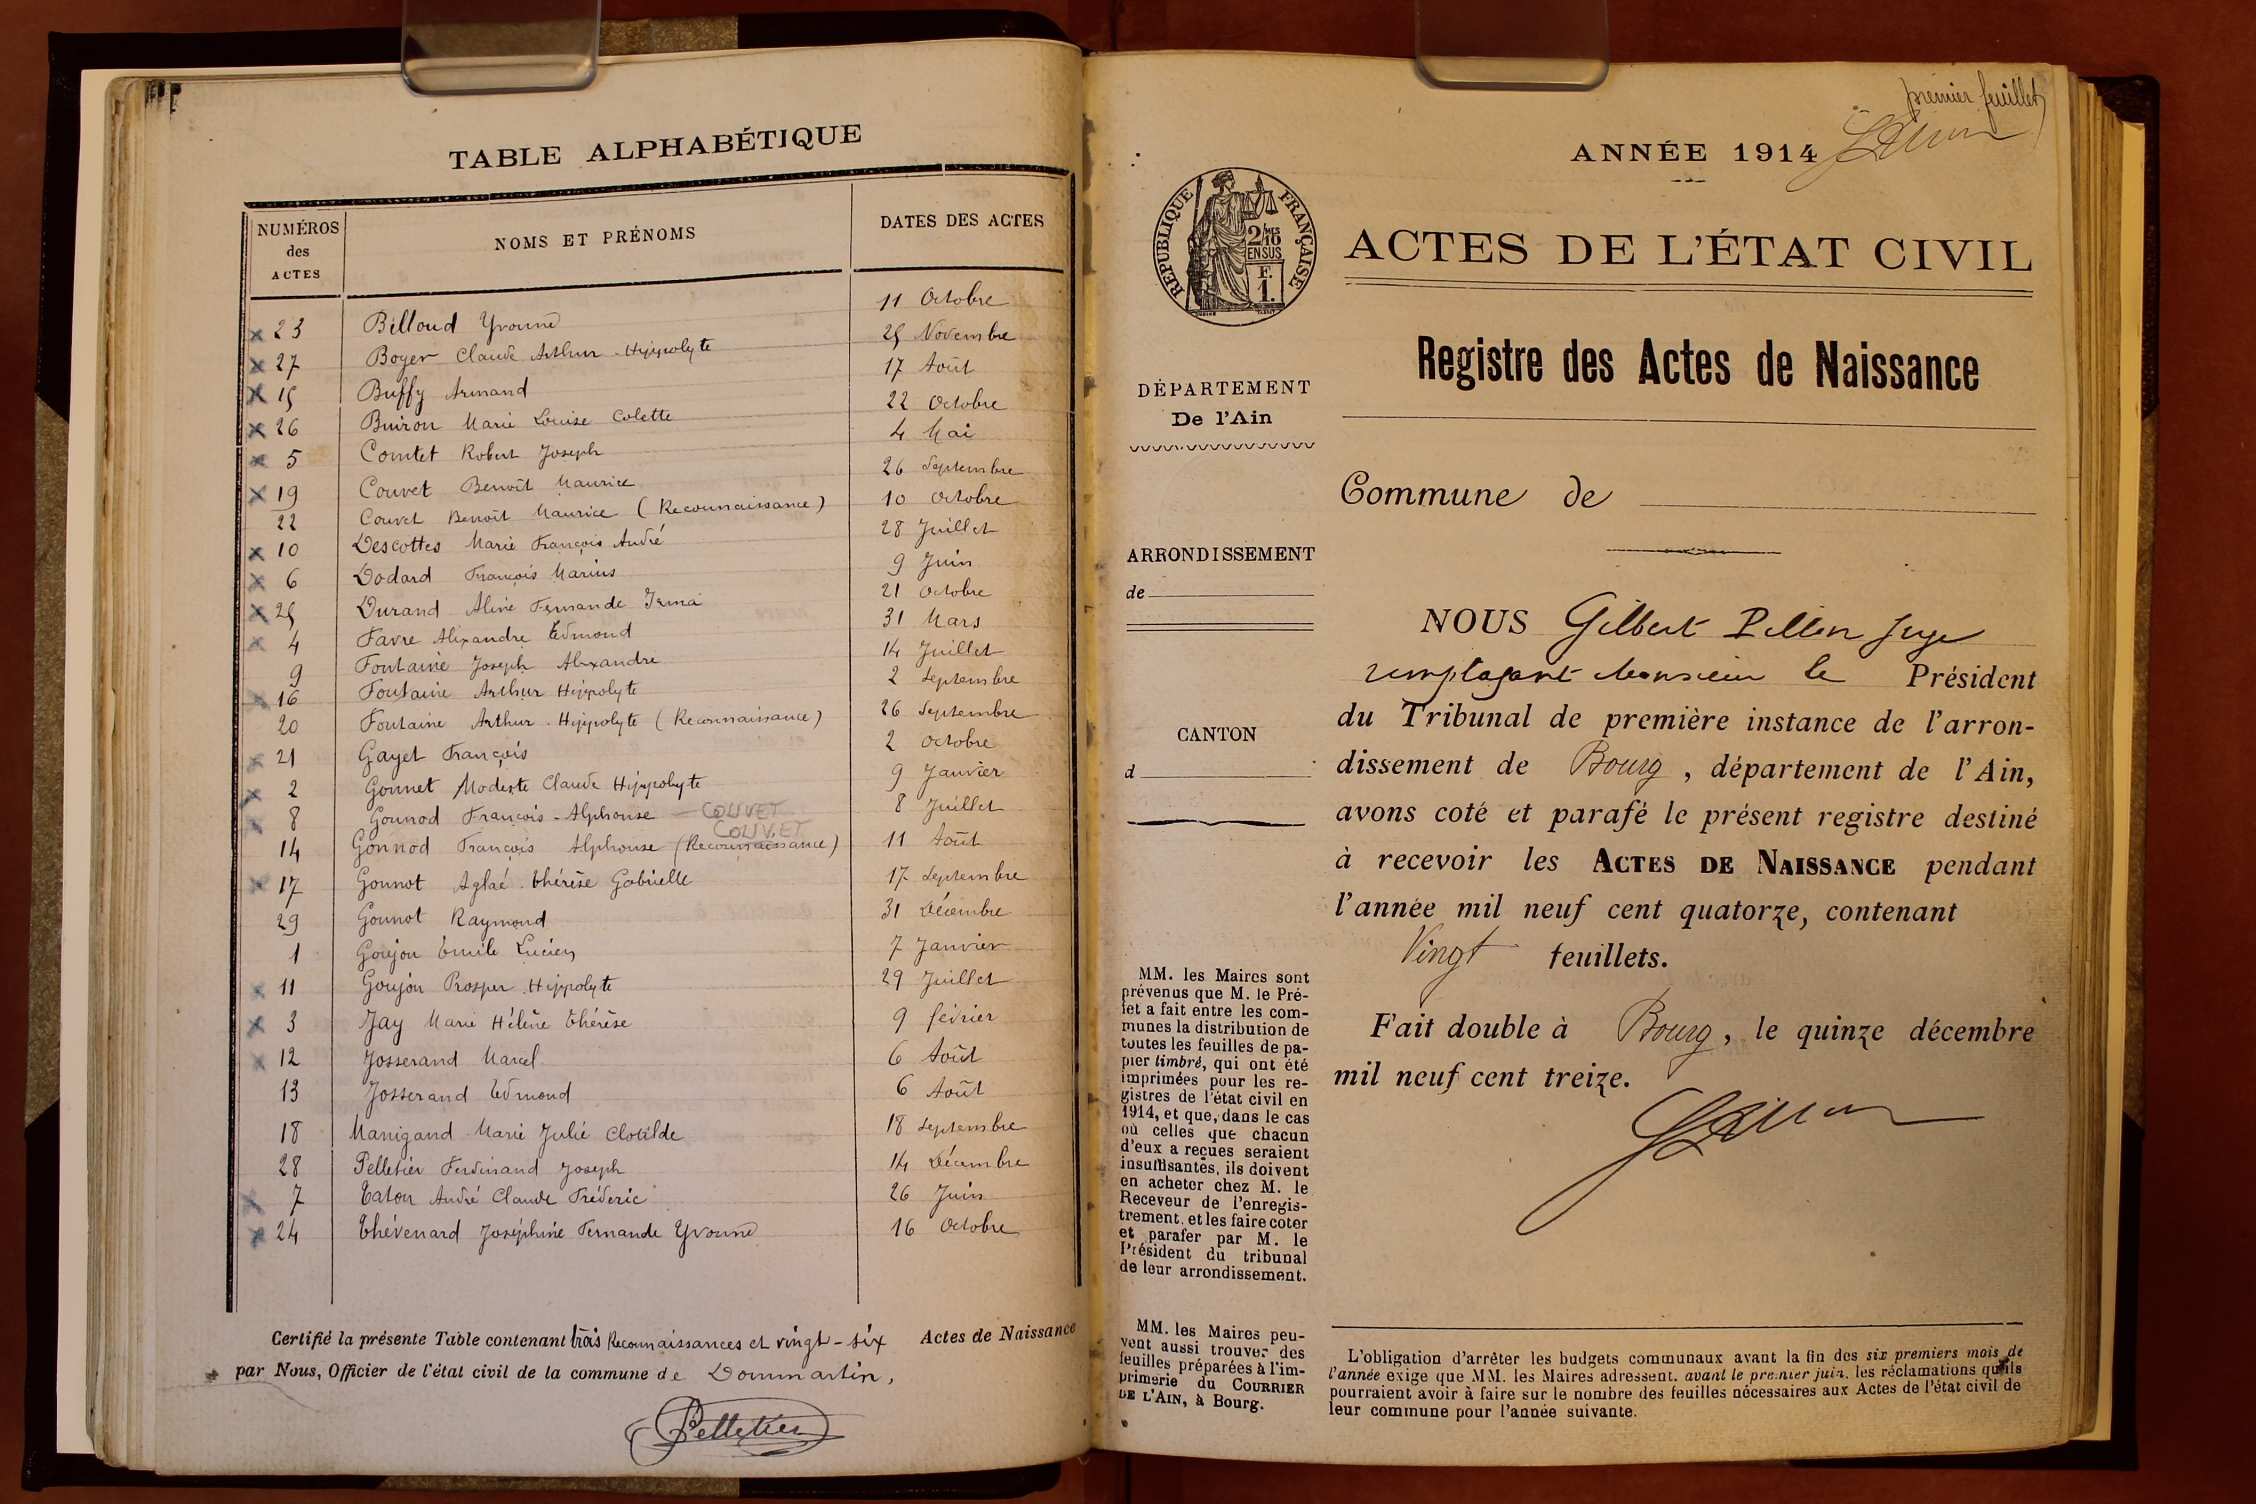 TABLE ALPHABÉTIQUE
NUMÉROS des ACTES NOMS ET PRÉNOMS DATES DES ACTES
23 Billoud Yvonne 11 Octobre
27 Boyer Claude Arthur Hippolyte 25 Novembre
15 Buffy Armand 17 Août
26 Buiron Marie Louise Colette 22 Octobre
5 Comtet Robert Joseph 4 Mai
19 Couvet Benoît Maurice 26 Septembre
22 Couvet Benoît Maurice (Reconnaissance) 10 Octobre
10 Descottes Marie François André 28 Juillet
6 Dodard François Marius 9 Juin
25 Durand Aline Fernande Irma 21 Octobre
4 Favre Alexandre Edmond 31 Mars
9 Fontaine Joseph Alexandre 14 Juillet
16 Fontaine Arthur Hippolyte 2 Septembre
20 Fontaine Arthur Hippolyte (Reconnaissance) 26 Septembre
21 Gayet François 2 Octobre
2 Gonnet Modeste Claude Hippolyte 9 Janvier
8 Gonnod François-Alphonse COUVET 8 Juillet
COUVET
14 Gonnod François Alphonse (Reconnaissance) 11 Août
17 Gonnot Aglaé Thérèse Gabrielle 17 Septembre
29 Gonnot Raymond 31 Décembre
1 Goujon Emile Lucien 7 Janvier
11 Goujon Prosper Hippolyte 29 Juillet
3 Jay Marie Hélène Thérèse 9 février
12 Josserand Marcel 6 Août
13 Josserand Edmond 6 Août
18 Manigand Marie Julie Clotilde 18 Septembre
28 Pelletier Ferdinand Joseph 14 Décembre
7 Taton André Claude Fréderic 26 Juin
24 Thévenard Joséphine Fernande Yvonne 16 Octobre
Certifié la présente Table contenant trois Reconnaissances et vingt-six Actes de Naissance
par Nous, Officier de l'état civil de la commune de Dommartin,
Pelletier
premier feuillet
ANNÉE 1914
RÉPUBLIQUE FRANÇAISE
2/10 MES
EN SUS
F.
1.
ACTES DE L'ÉTAT CIVIL
Registre des Actes de Naissance
DÉPARTEMENT
De l'Ain
Commune de
ARRONDISSEMENT
de
CANTON
d
NOUS Gilbert Pillon Juge
remplaçant Monsieur le Président
du Tribunal de première instance de l'arron-
dissement de Bourg, département de l'Ain,
avons coté et parafé le présent registre destiné
à recevoir les ACTES DE NAISSANCE pendant
l'année mil neuf cent quatorze, contenant
Vingt feuillets.
Fait double à Bourg, le quinze décembre
mil neuf cent treize.
MM. les Maires sont
prévenus que M. le Pré-
fet a fait entre les com-
munes la distribution de
toutes les feuilles de pa-
pier timbré, qui ont été
imprimées pour les re-
gistres de l'état civil en
1914, et que, dans le cas
où celles que chacun
d'eux a reçues seraient
insuffisantes, ils doivent
en acheter chez M. le
Receveur de l'enregis-
trement, et les faire coter
et parafer par M. le
Président du tribunal
de leur arrondissement.
MM. les Maires peu-
vent aussi trouver des
feuilles préparées à l'im-
primerie du COURRIER
DE L'AIN, à Bourg.
L'obligation d'arrêter les budgets communaux avant la fin des six premiers mois de
l'année exige que MM. les Maires adressent, avant le premier juin, les réclamations qu'ils
pourraient avoir à faire sur le nombre des feuilles nécessaires aux Actes de l'état civil de
leur commune pour l'année suivante.